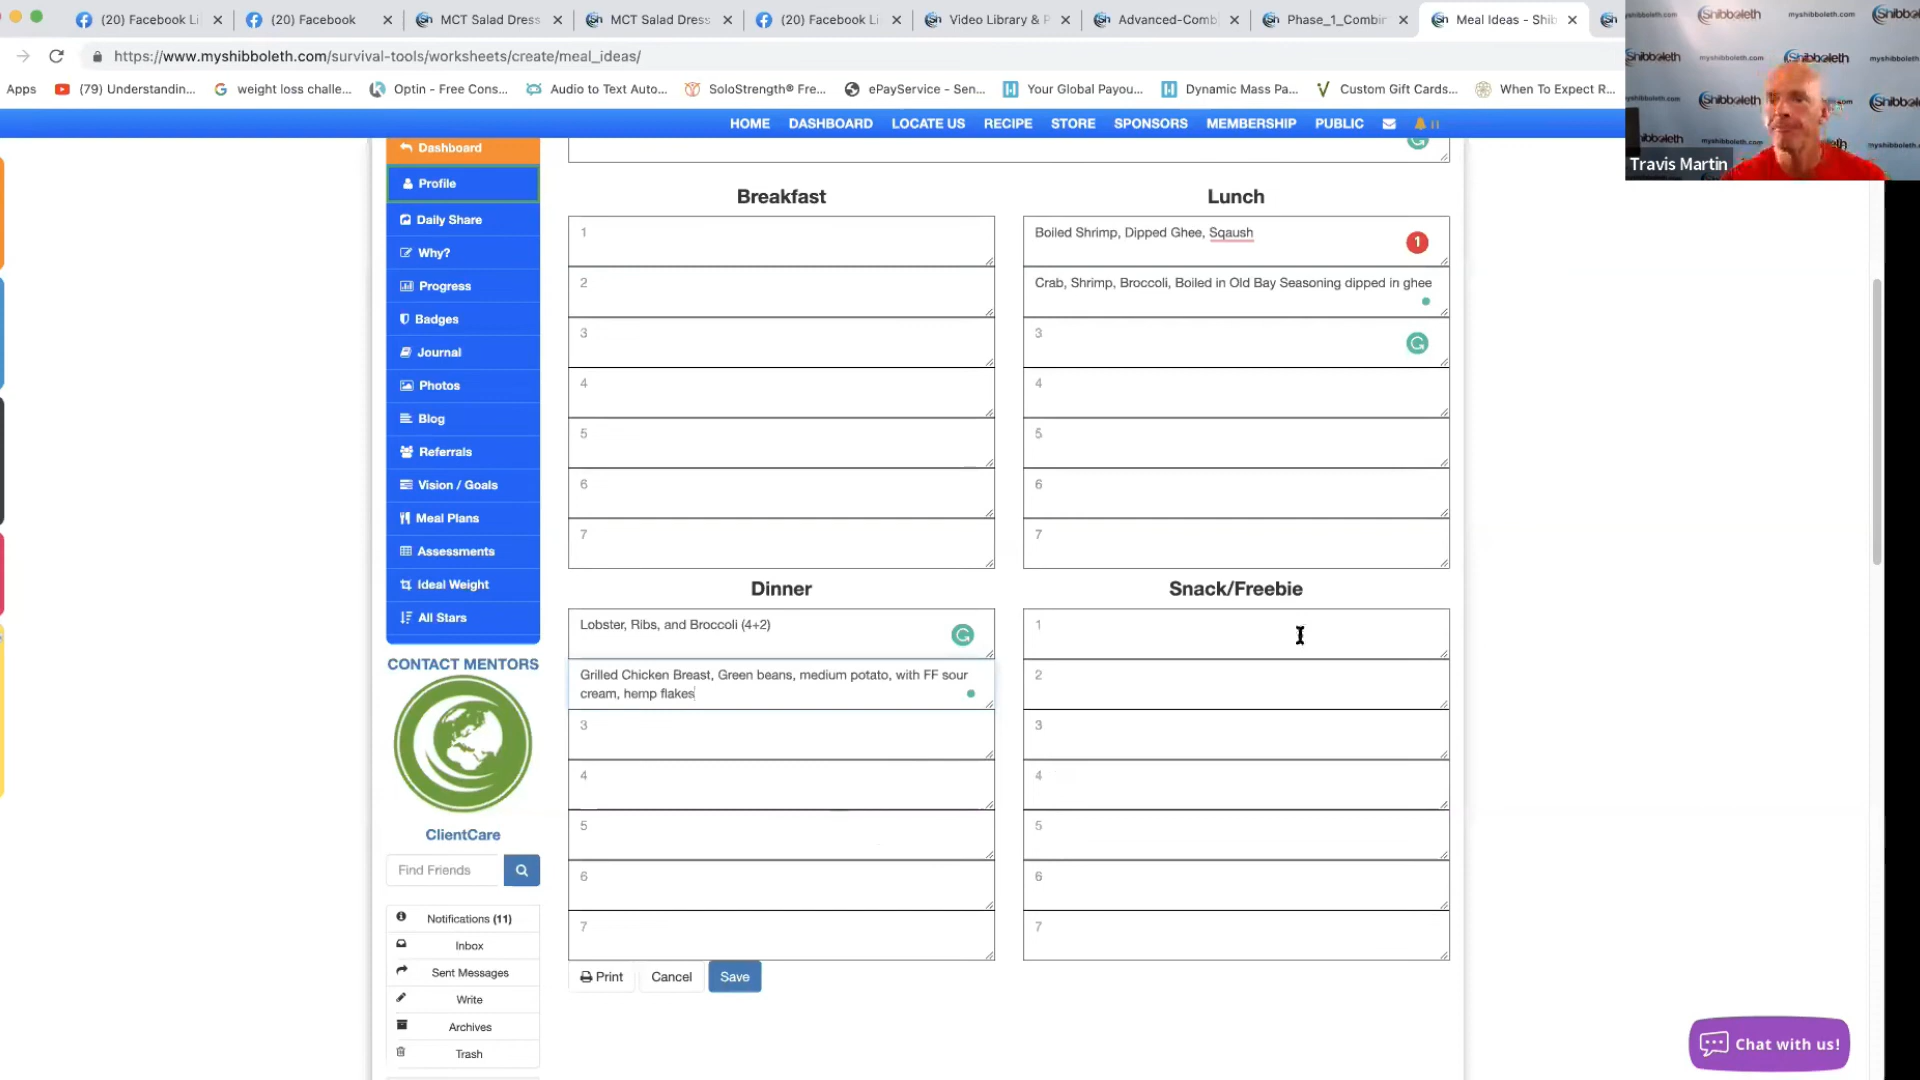 (20) Facebook Li
(20) Facebook
MCT Salad Dress
MCT Salad Dress
(20) Facebook Li
Video Library & P
Advanced-Comb
Phase_1_Combin
Meal Ideas - Shib
https://www.myshibboleth.com/survival-tools/worksheets/create/meal_ideas/
Apps
(79) Understandin...
weight loss challe...
Optin - Free Cons...
Audio to Text Auto...
SoloStrength® Fre...
ePayService - Sen...
Your Global Payou...
Dynamic Mass Pa...
Custom Gift Cards...
When To Expect R...
HOME DASHBOARD LOCATE US RECIPE STORE SPONSORS MEMBERSHIP PUBLIC
Travis Martin
Dashboard
Profile
Daily Share
Why?
Progress
Badges
Journal
Photos
Blog
Referrals
Vision / Goals
Meal Plans
Assessments
Ideal Weight
All Stars
CONTACT MENTORS
ClientCare
Find Friends
Notifications (11)
Inbox
Sent Messages
Write
Archives
Trash
Breakfast
1
2
3
4
5
6
7
Lunch
Boiled Shrimp, Dipped Ghee, Sqaush
1
Crab, Shrimp, Broccoli, Boiled in Old Bay Seasoning dipped in ghee
3
4
5
6
7
Dinner
Lobster, Ribs, and Broccoli (4+2)
Grilled Chicken Breast, Green beans, medium potato, with FF sour
cream, hemp flakes
3
4
5
6
7
Snack/Freebie
1
2
3
4
5
6
7
Print Cancel Save
Chat with us!